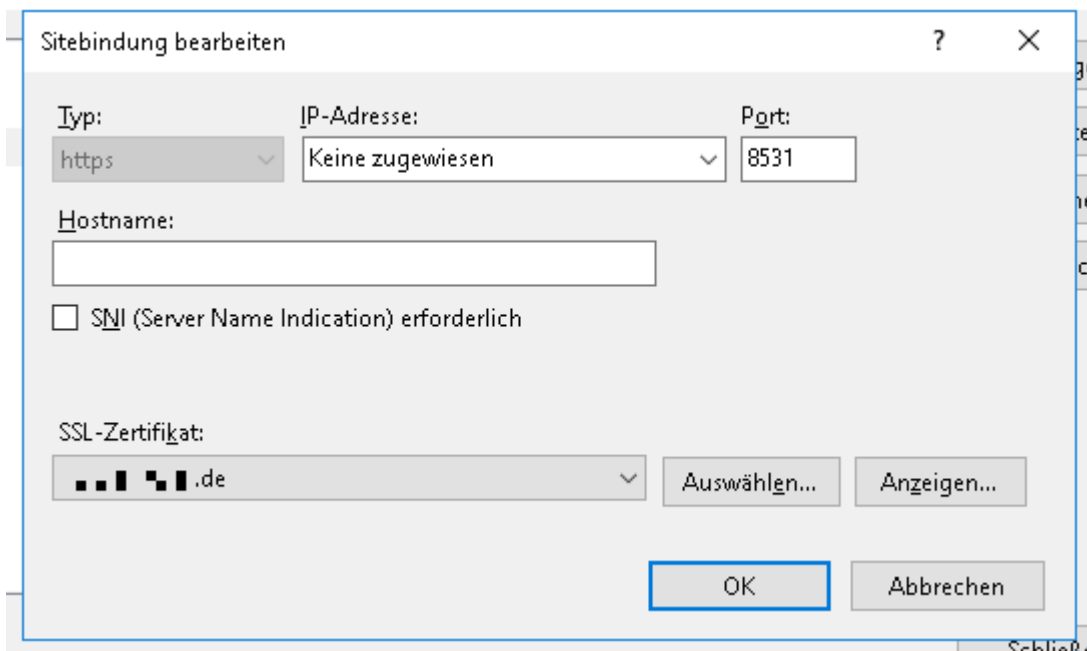 Sitebindung bearbeiten ? ×
Typ: IP-Adresse: Port:
https Keine zugewiesen 8531
Hostname:
SNI (Server Name Indication) erforderlich
SSL-Zertifikat:
.de Auswählen... Anzeigen...
OK Abbrechen